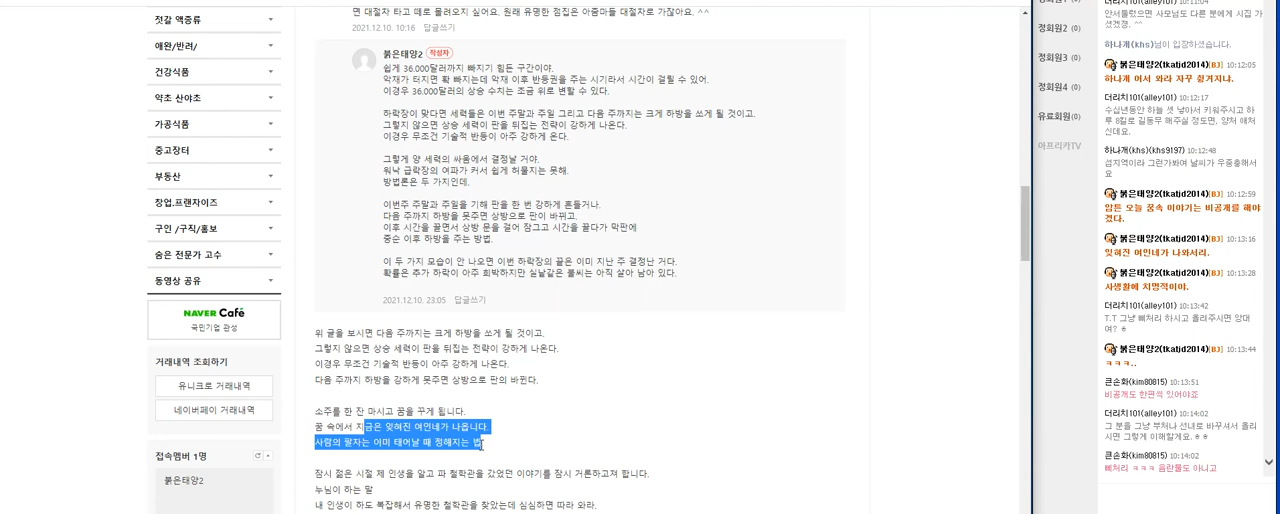 젓갈 액종류
애완/반려/
건강식품
약초 산야초
가공식품
중고장터
부동산
창업.프랜자이즈
구인 /구직/홍보
숨은 전문가 고수
동영상 공유
NAVER Café
국민기업 완성
거래내역 조회하기
유니크로 거래내역
네이버페이 거래내역
접속멤버 1명
붉은태양2
면 대절자 타고 떼로 몰려오지 싶어요. 원래 유명한 점집은 아줌마들 대절자로 가잖아요. ^^
2021.12.10. 10:16 답글쓰기
붉은태양2 작성자
쉽게 36.000달러까지 빠지기 힘든 구간이야.
악재가 터지면 확 빠지는데 악재 이후 반등권을 주는 시기라서 시간이 걸릴 수 있어.
이경우 36.000달러의 상승 수치는 조금 위로 변할 수 있다.
하락장이 맞다면 세력들은 이번 주말과 주일 그리고 다음 주까지는 크게 하방을 쏘게 될 것이고.
그렇지 않으면 상승 세력이 판을 뒤집는 전략이 강하게 나온다.
이경우 무조건 기술적 반등이 아주 강하게 온다.
그렇게 양 세력의 싸움에서 결정날 거야.
워낙 급락장의 여파가 커서 쉽게 허물지는 못해.
방법론은 두 가지인데.
이번주 주말과 주일을 기해 판을 한 번 강하게 흔들거나.
다음 주까지 하방을 못주면 상방으로 판이 바뀌고.
이후 시간을 끌면서 상방 문을 걸어 잠그고 시간을 끌다가 막판에
중순 이후 하방을 주는 방법.
이 두 가지 모습이 안 나오면 이번 하락장의 끝은 이미 지난 주 결정난 거다.
확률은 추가 하락이 아주 희박하지만 실낱같은 불씨는 아직 살아 남아 있다.
2021.12.10. 23:05 답글쓰기
위 글을 보시면 다음 주까지는 크게 하방을 쏘게 될 것이고.
그렇지 않으면 상승 세력이 판을 뒤집는 전략이 강하게 나온다.
이경우 무조건 기술적 반등이 아주 강하게 나온다.
다음 주까지 하방을 강하게 못주면 상방으로 판의 바뀐다.
소주를 한 잔 마시고 꿈을 꾸게 됩니다.
꿈 속에서 지금은 잊혀진 여인네가 나옵니다.
사람의 팔자는 이미 태어날 때 정해지는 법
잠시 젊은 시절 제 인생을 알고 파 철학관을 갔었던 이야기를 잠시 거론하고져 합니다.
누님이 하는 말
내 인생이 하도 복잡해서 유명한 철학관을 찾았는데 심심하면 따라 와라.
정회원2 (0)
정회원3 (0)
정회원4 (0)
유료회원(0)
아프리카TV
더리치101(alley101) 10:11:04
안서둘렀으면 사모님도 다른 분에게 시집 가셨겠졍. ^^
하나개(khs)님이 입장하셨습니다.
붉은태양2(tkatjd2014)[BJ] 10:12:05
하나개 어서 와라 자꾸 찹겨지냐.
더리치101(alley101) 10:12:17
수십년동안 하늘 셋 낳아서 키워주시고 하루 8킬로 길동무 해주실 정도면, 양처 애처신데요.
하나개(khs)(khs9197) 10:12:48
섬지역이라 그런가봐여 날씨가 우중충해서요
붉은태양2(tkatjd2014)[BJ] 10:12:59
암튼 오늘 꿈속 이야기는 비공개를 해야겠다.
붉은태양2(tkatjd2014)[BJ] 10:13:16
잊혀진 여인네가 나와서리.
붉은태양2(tkatjd2014)[BJ] 10:13:28
사생활에 치명적이야.
더리치101(alley101) 10:13:42
T.T 그냥 삐처리 하시고 올려주시면 앙대여? ㅎ
붉은태양2(tkatjd2014)[BJ] 10:13:44
ㅋㅋㅋ..
큰손화(kim80815) 10:13:51
비공개도 한편씩 있어야죠
더리치101(alley101) 10:14:02
그 분을 그냥 부처나 선녀로 바꾸셔서 올리시면 그렇게 이해할게요.ㅎㅎ
큰손화(kim80815) 10:14:02
삐처리 ㅋㅋㅋ 음란물도 아니고